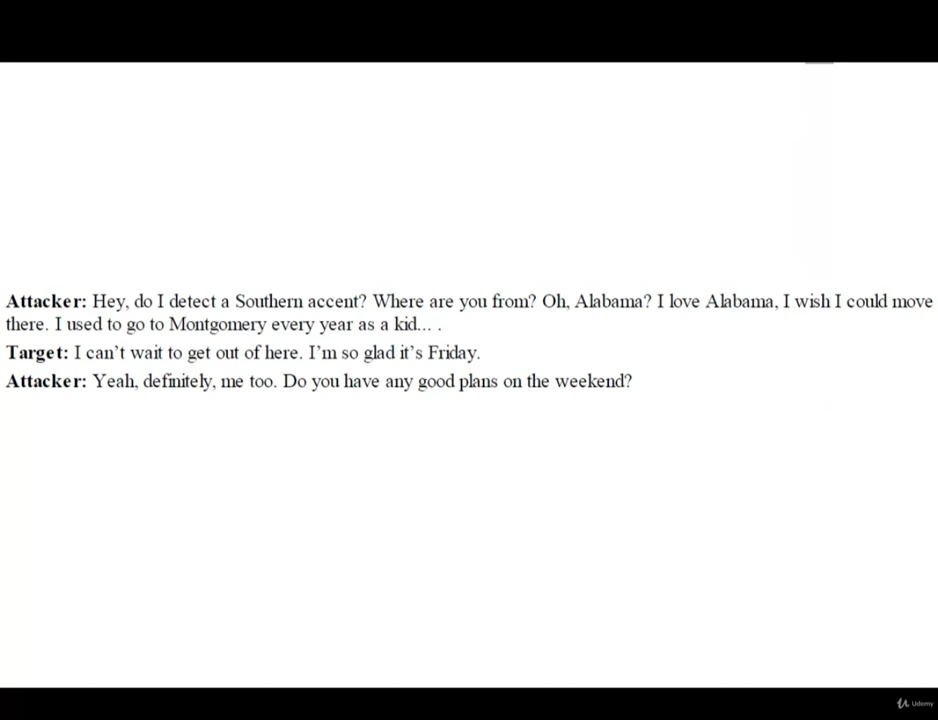 Attacker: Hey, do I detect a Southern accent? Where are you from? Oh, Alabama? I love Alabama, I wish I could move
there. I used to go to Montgomery every year as a kid... .
Target: I can’t wait to get out of here. I’m so glad it’s Friday.
Attacker: Yeah, definitely, me too. Do you have any good plans on the weekend?
Udemy